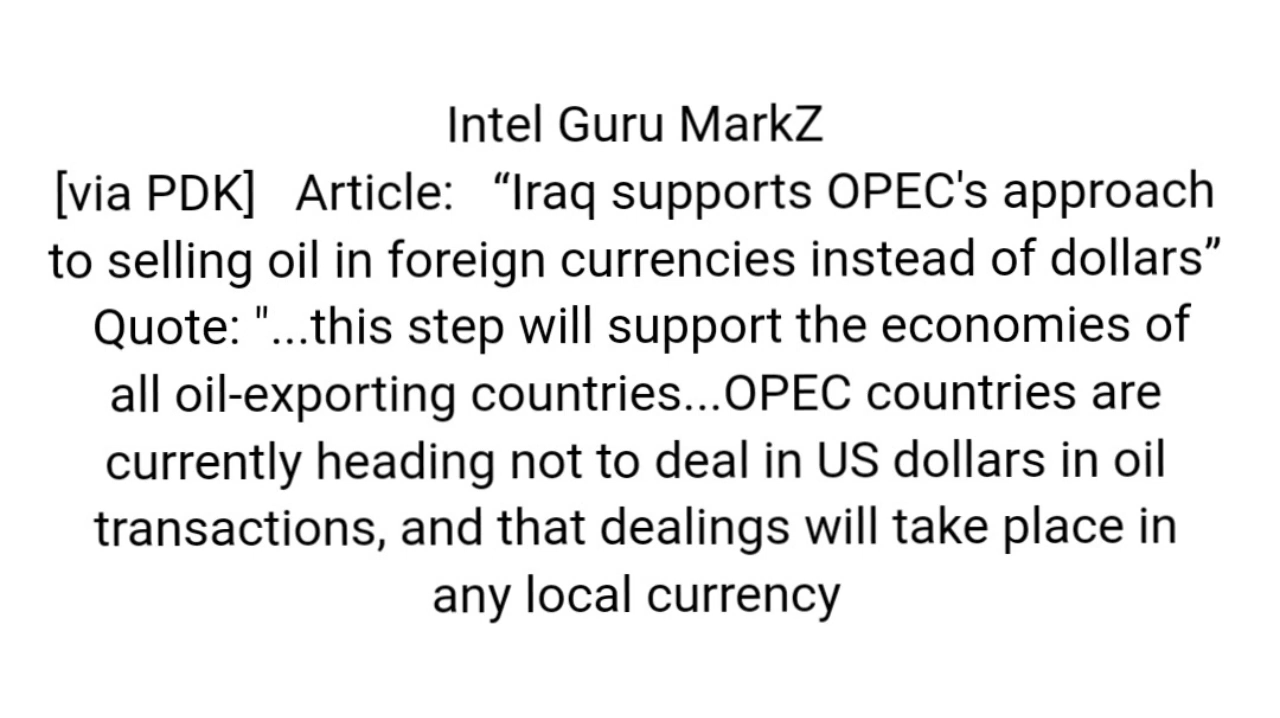 Intel Guru MarkZ
[via PDK]   Article:   “Iraq supports OPEC's approach
to selling oil in foreign currencies instead of dollars”
Quote: "...this step will support the economies of
all oil-exporting countries...OPEC countries are
currently heading not to deal in US dollars in oil
transactions, and that dealings will take place in
any local currency